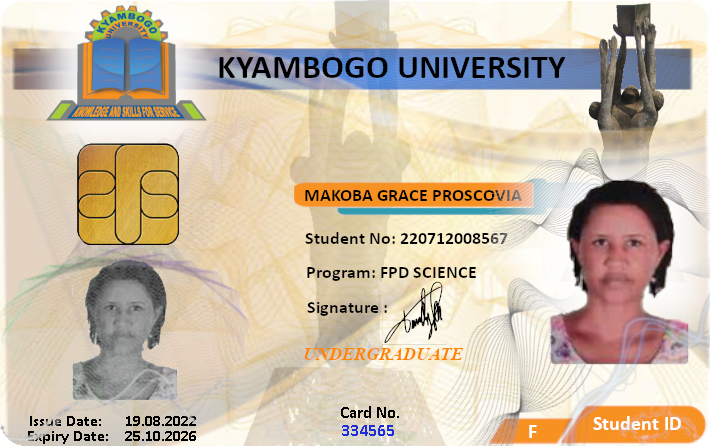 KYAMBOGO
UNIVERSITY
KNOWLEDGE AND SKILLS FOR SERVICE
KYAMBOGO UNIVERSITY
MAKOBA GRACE PROSCOVIA
Student No: 220712008567
Program: FPD SCIENCE
Signature :
UNDERGRADUATE
Issue Date: 19.08.2022
Expiry Date: 25.10.2026
Card No.
334565
F
Student ID